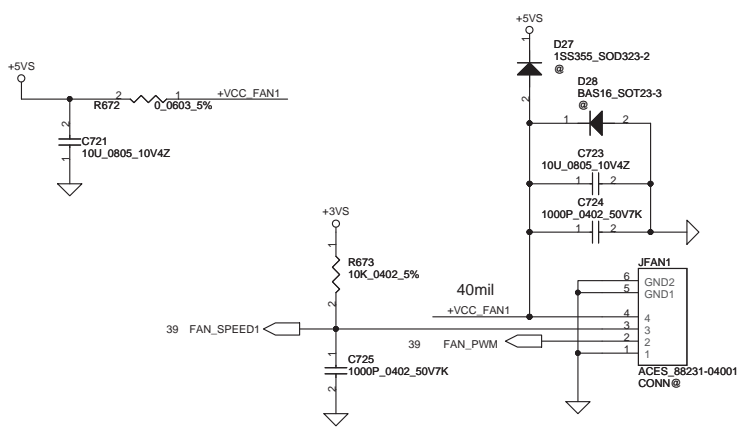 +5VS
2
1
R672
0_0603_5%
+VCC_FAN1
2
C721
10U_0805_10V4Z
1
+5VS
1
D27
1SS355_SOD323-2
@
2
D28
BAS16_SOT23-3
@
1
2
C723
10U_0805_10V4Z
1
2
C724
1000P_0402_50V7K
1
2
+3VS
1
R673
10K_0402_5%
2
39
FAN_SPEED1
1
C725
1000P_0402_50V7K
2
40mil
+VCC_FAN1
39
FAN_PWM
JFAN1
6
GND2
5
GND1
4
4
3
3
2
2
1
1
ACES_88231-04001
CONN@